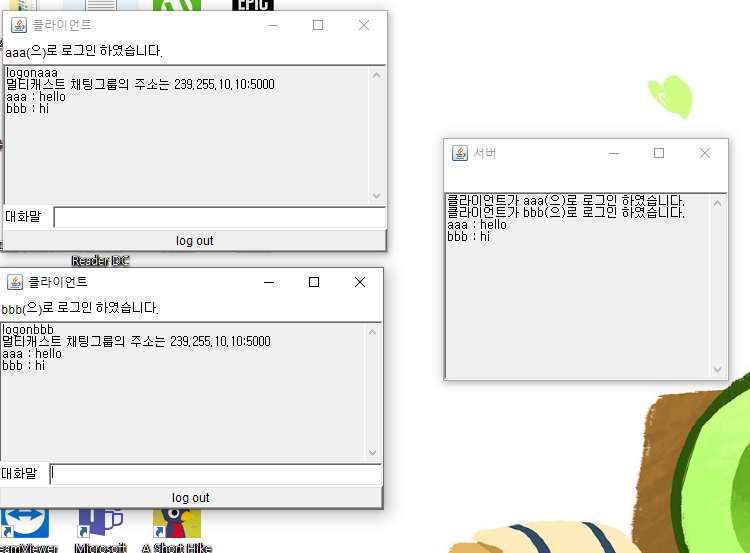 EPIC
클라이언트
aaa(으)로 로그인 하였습니다.
logonaaa
멀티캐스트 채팅그룹의 주소는 239.255.10.10:5000
aaa : hello
bbb : hi
대화말
log out
Reader DC
클라이언트
bbb(으)로 로그인 하였습니다.
logonbbb
멀티캐스트 채팅그룹의 주소는 239.255.10.10:5000
aaa : hello
bbb : hi
대화말
log out
서버
클라이언트가 aaa(으)로 로그인 하였습니다.
클라이언트가 bbb(으)로 로그인 하였습니다.
aaa : hello
bbb : hi
eamViewer
Microsoft
A Short Hike